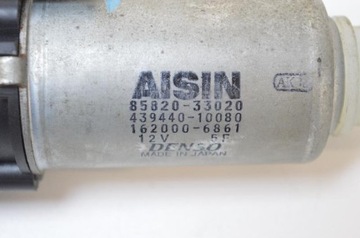 AISIN
85820-33020
439440-10080
162000-6861
12V 5F
DENSO
MADE IN JAPAN